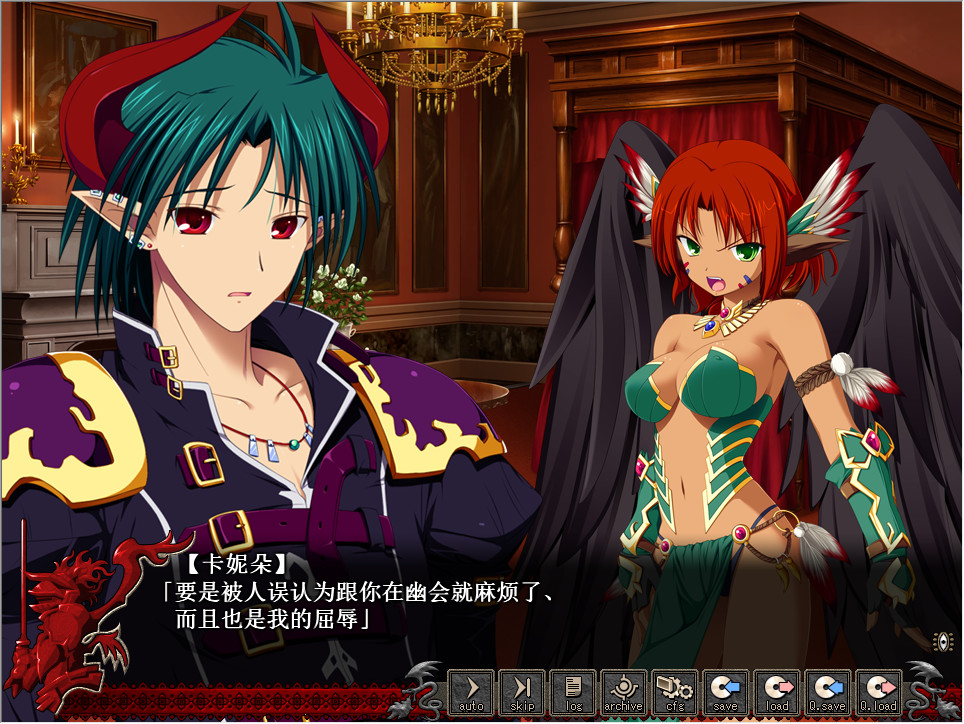 【卡妮朵】
「要是被人误认为跟你在幽会就麻烦了、
而且也是我的屈辱」
auto
skip
log
archive
cfg
save
load
Q.save
Q.load